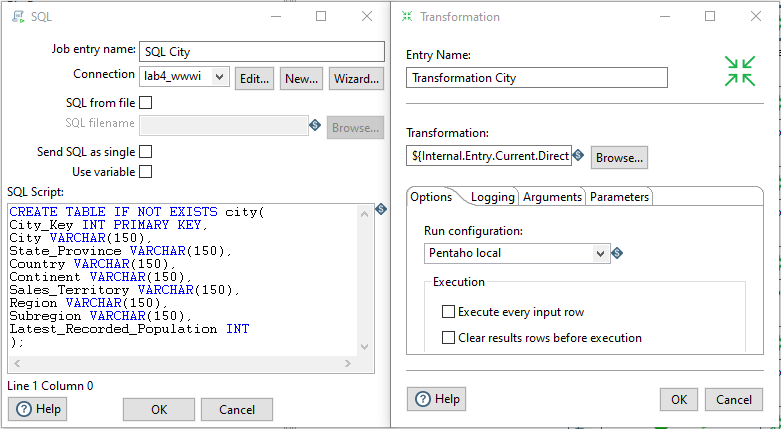 SQL
Job entry name: SQL City
Connection lab4_wwwi Edit... New... Wizard...
SQL from file
SQL filename Browse...
Send SQL as single
Use variable
SQL Script:
CREATE TABLE IF NOT EXISTS city(
City_Key INT PRIMARY KEY,
City VARCHAR(150),
State_Province VARCHAR(150),
Country VARCHAR(150),
Continent VARCHAR(150),
Sales_Territory VARCHAR(150),
Region VARCHAR(150),
Subregion VARCHAR(150),
Latest_Recorded_Population INT
);
Line 1 Column 0
Help OK Cancel
Transformation
Entry Name:
Transformation City
Transformation:
${Internal.Entry.Current.Direct Browse...
Options Logging Arguments Parameters
Run configuration:
Pentaho local
Execution
Execute every input row
Clear results rows before execution
Help OK Cancel